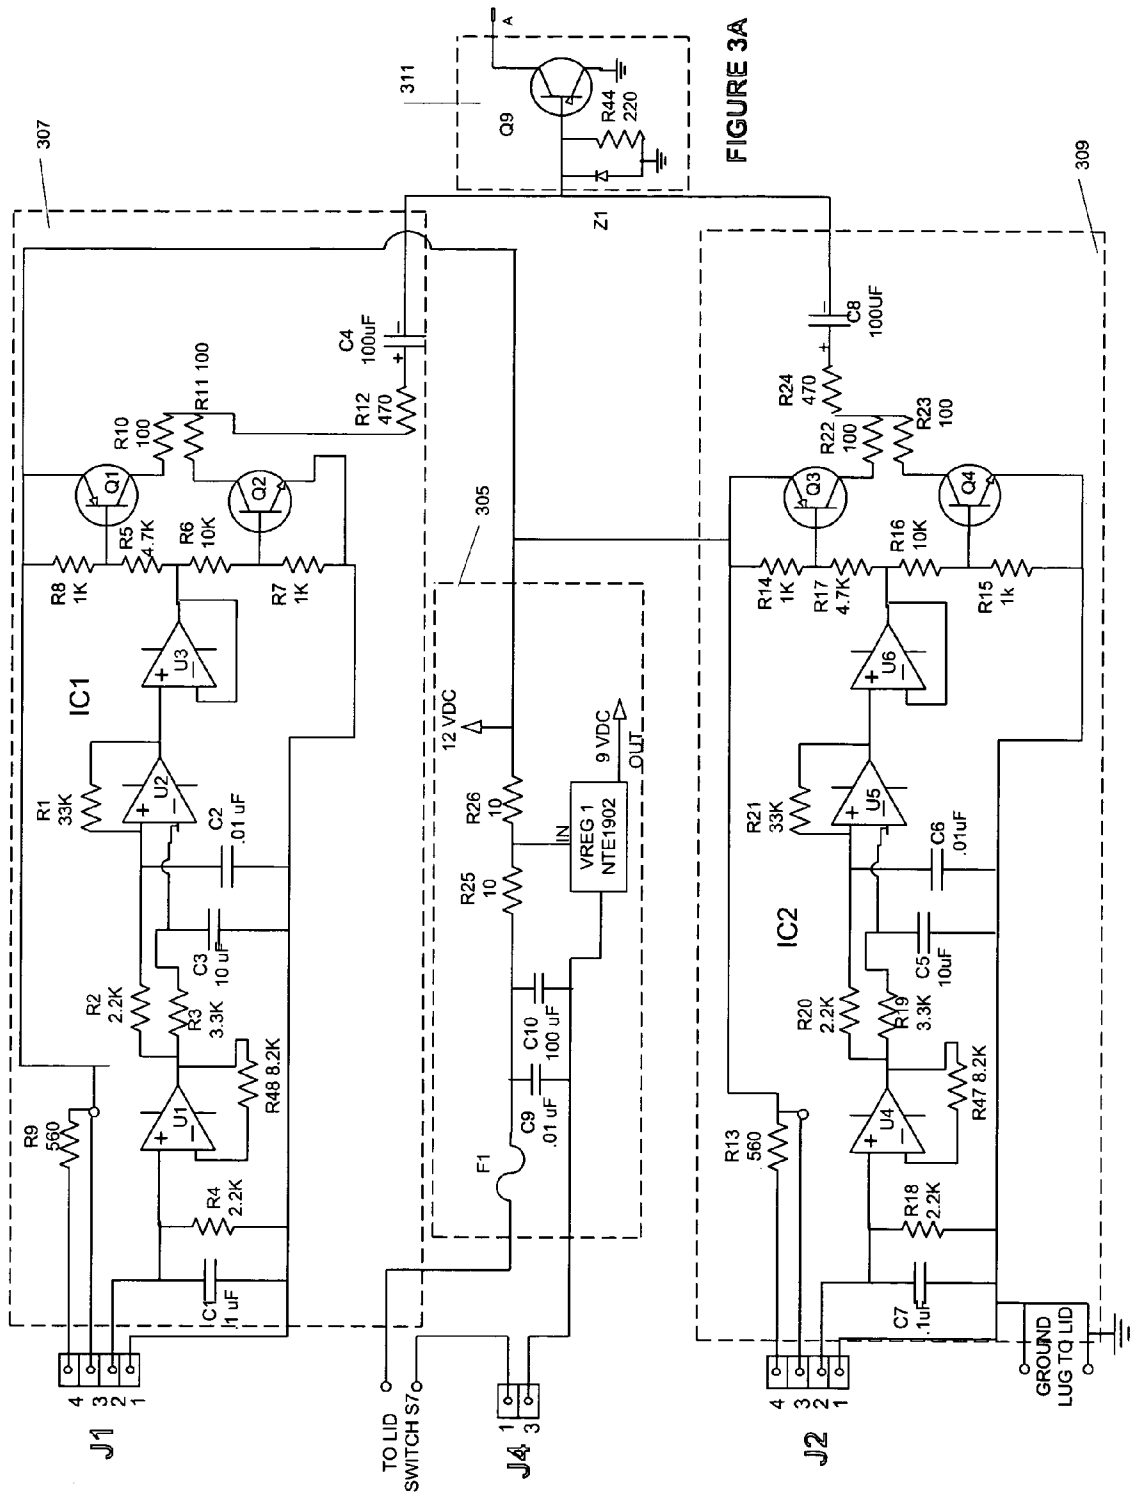 A
311
Q9
R44
220
Z1
FIGURE 3A
307
R8
1K
R5
4.7K
Q1
R10
100
R11 100
R6
10K
Q2
R7
1K
C4
100uF
+
–
R12
470
IC1
+
–
U3
R1
33K
+
–
U2
C2
.01 uF
C3
10 uF
R2
2.2K
R3
3.3K
R9
560
+
–
U1
R48 8.2K
R4
2.2K
C1
.1 uF
4
3
2
1
J1
305
12 VDC
R26
10
R25
10
IN
VREG 1
NTE1902
9 VDC
OUT
C10
100 uF
C9
.01 uF
F1
TO LID
SWITCH S7
1
3
J4
309
R14
1K
R17
4.7K
Q3
R22
100
R23
100
R24
470
+
–
C8
100UF
R16
10K
Q4
R15
1k
+
–
U6
IC2
R21
33K
+
–
U5
C6
.01uF
C5
10uF
R20
2.2K
R19
3.3K
R13
560
+
–
U4
R47 8.2K
R18
2.2K
C7
.1uF
4
3
2
1
J2
GROUND
LUG TO LID